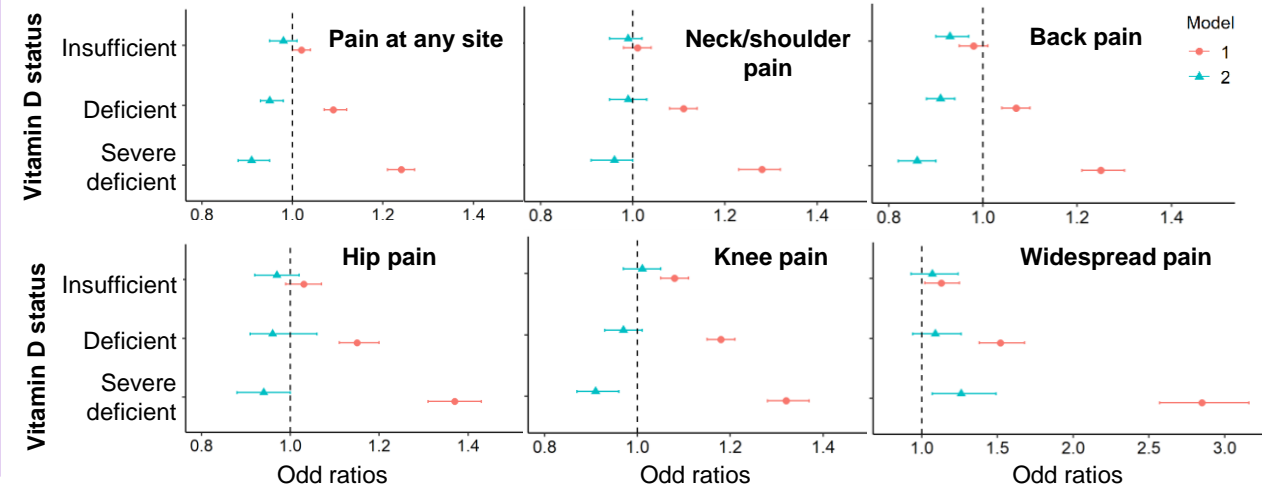 Vitamin D status
Insufficient
Deficient
Severe
deficient
Pain at any site
0.8 1.0 1.2 1.4
Neck/shoulder
pain
0.8 1.0 1.2 1.4
Back pain
0.8 1.0 1.2 1.4
Model
1
2
Vitamin D status
Insufficient
Deficient
Severe
deficient
Hip pain
0.8 1.0 1.2 1.4
Odd ratios
Knee pain
0.8 1.0 1.2 1.4
Odd ratios
Widespread pain
1.0 1.5 2.0 2.5 3.0
Odd ratios